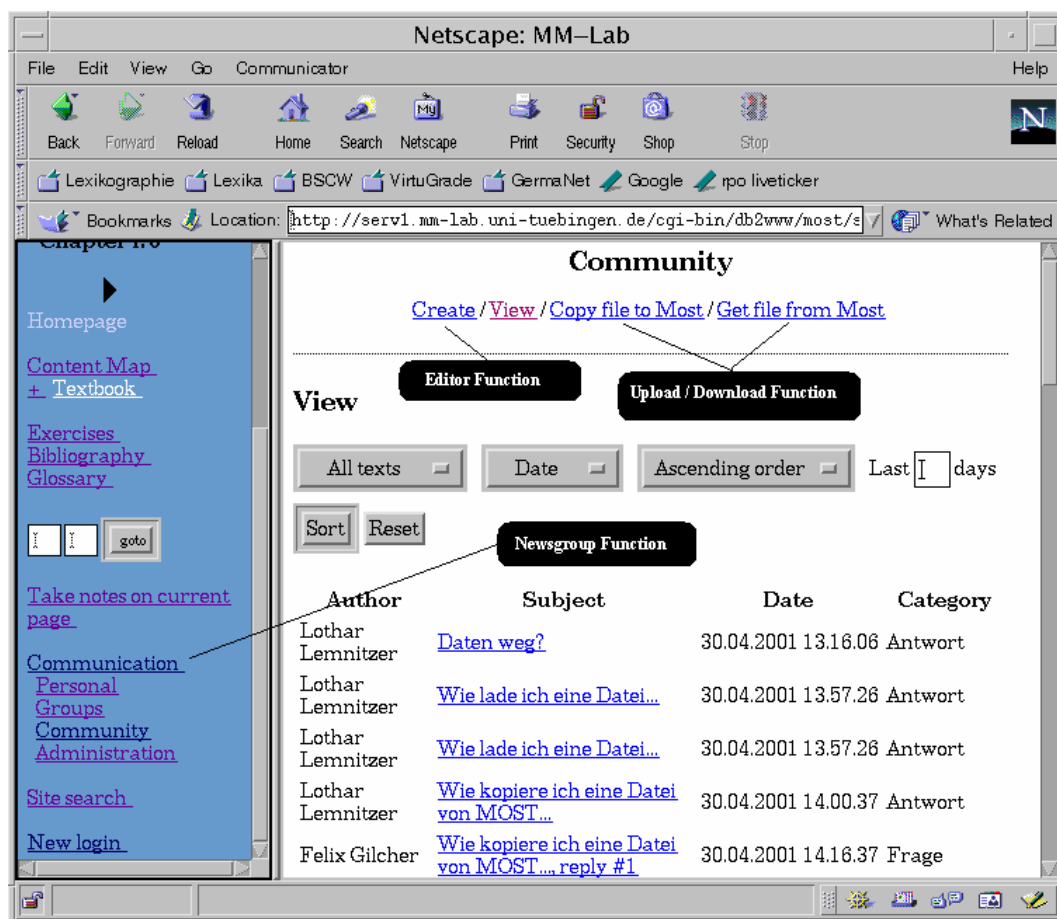 Netscape: MM–Lab
File Edit View Go Communicator Help
My N
Back Forward Reload Home Search Netscape Print Security Shop Stop
Lexikographie Lexika BSCW VirtuGrade GermaNet Google rpo liveticker
Bookmarks Location: http://serv1.mm-lab.uni-tuebingen.de/cgi-bin/db2www/most/s What's Related
Homepage
Content Map
+ Textbook
Exercises
Bibliography
Glossary
goto
Take notes on current
page
Communication
Personal
Groups
Community
Administration
Site search
New login
Community
Create / View / Copy file to Most / Get file from Most
Editor Function
Upload / Download Function
View
All texts Date Ascending order Last days
Sort Reset
Newsgroup Function
Author Subject Date Category
Lothar
Lemnitzer Daten weg? 30.04.2001 13.16.06 Antwort
Lothar
Lemnitzer Wie lade ich eine Datei... 30.04.2001 13.57.26 Antwort
Lothar
Lemnitzer Wie lade ich eine Datei... 30.04.2001 13.57.26 Antwort
Lothar Wie kopiere ich eine Datei
Lemnitzer von MOST... 30.04.2001 14.00.37 Antwort
Felix Gilcher Wie kopiere ich eine Datei
von MOST..., reply #1 30.04.2001 14.16.37 Frage